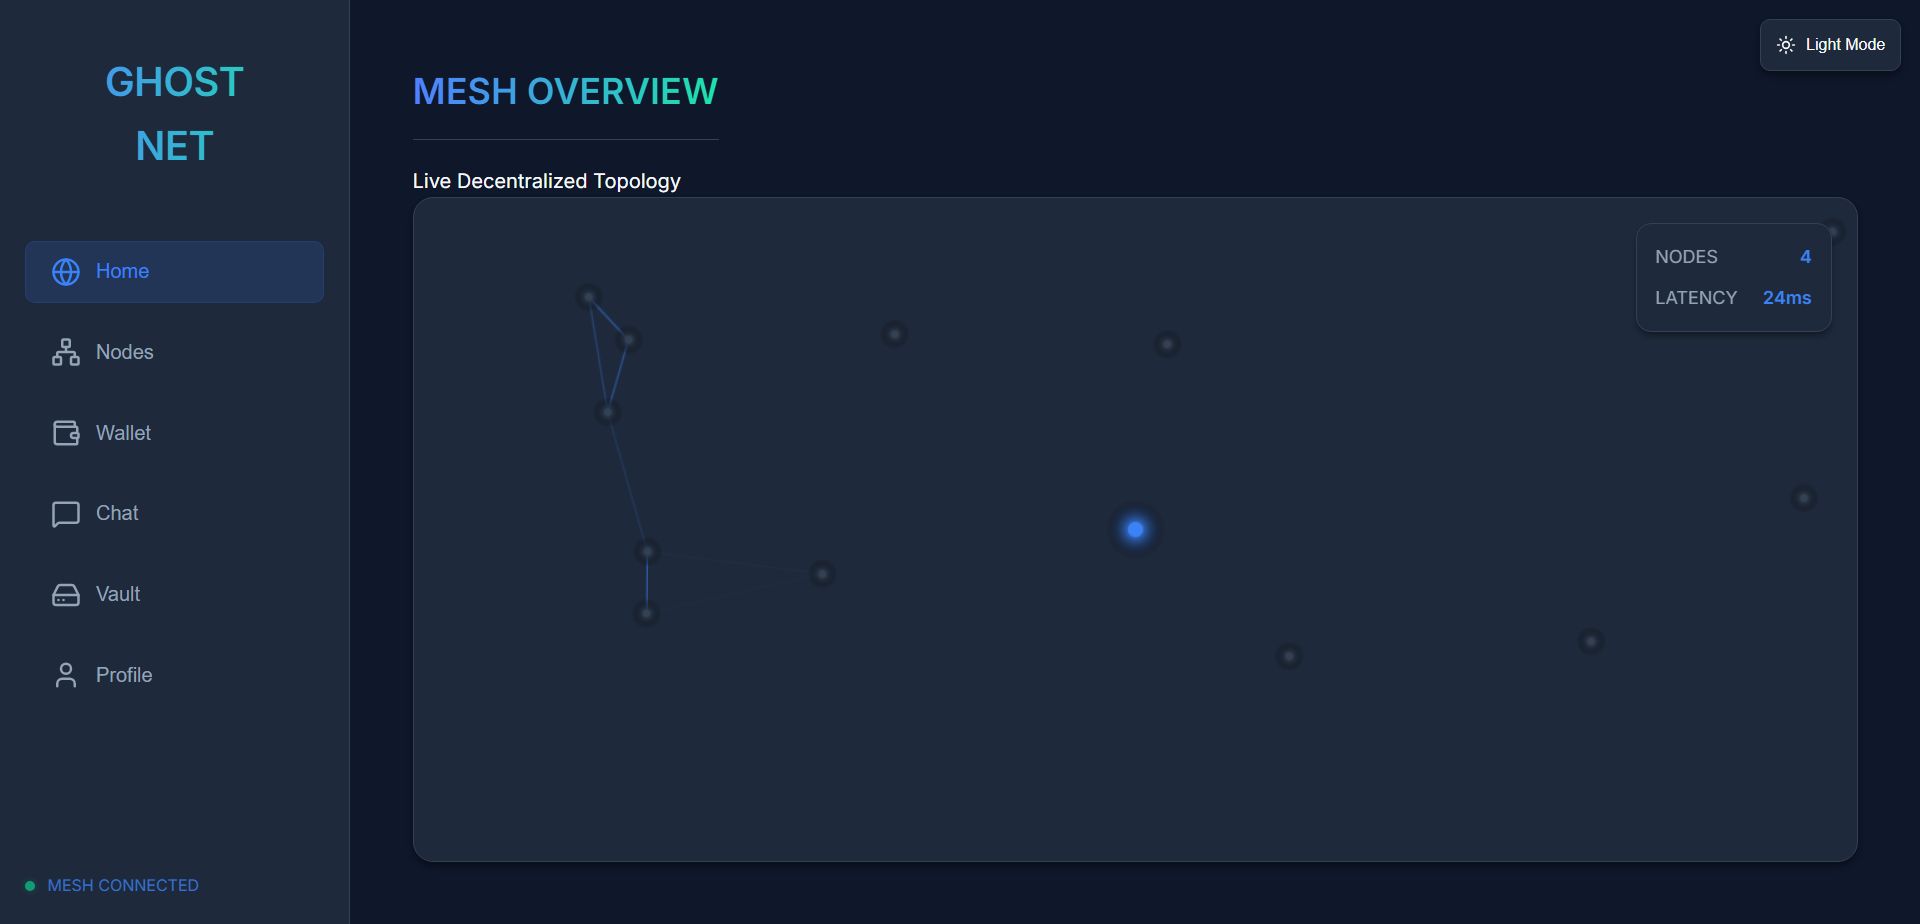 GHOST
NET
Home
Nodes
Wallet
Chat
Vault
Profile
MESH CONNECTED
Light Mode
MESH OVERVIEW
Live Decentralized Topology
NODES 4
LATENCY 24ms